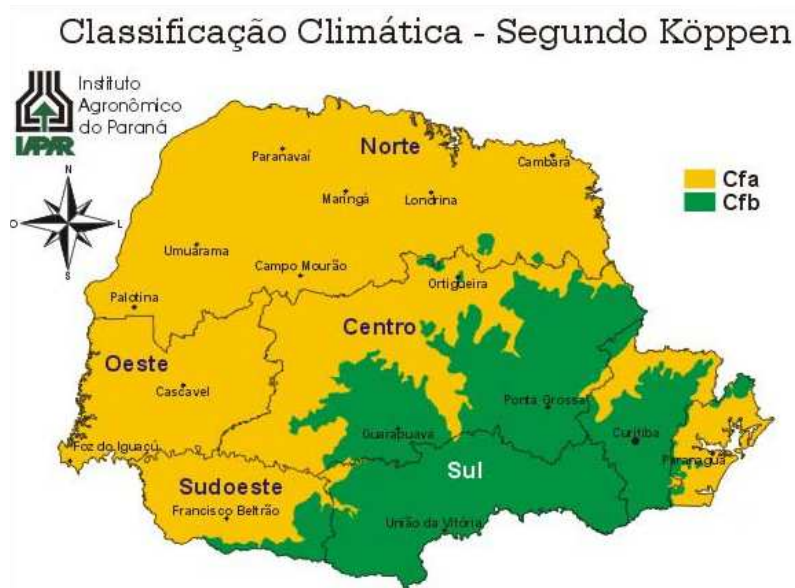 Classificação Climática - Segundo Köppen
Instituto
Agronômico
do Paraná
IAPAR
N
O
L
S
Norte
Paranavaí
Cambará
Maringá
Londrina
Cfa
Cfb
Umuarama
Campo Mourão
Ortigueira
Palotina
Centro
Oeste
Cascavel
Ponta Grossa
Guarapuava
Curitiba
Foz do Iguaçú
Paranaguá
Sul
Sudoeste
Francisco Beltrão
União da Vitória